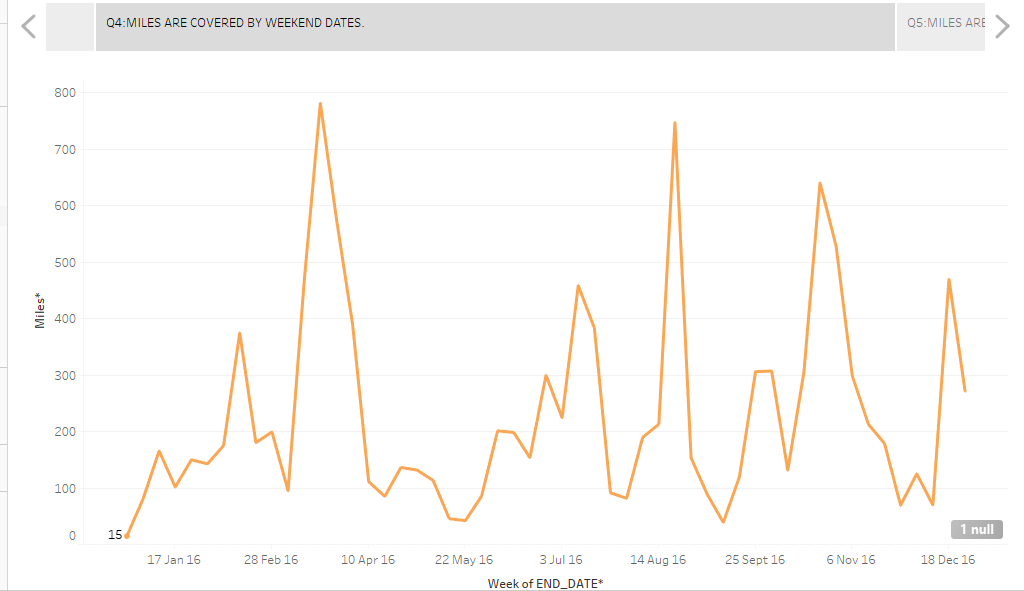 Q4:MILES ARE COVERED BY WEEKEND DATES.
Q5:MILES ARE
800
700
600
500
400
300
200
100
0
Miles*
15
1 null
17 Jan 16
28 Feb 16
10 Apr 16
22 May 16
3 Jul 16
14 Aug 16
25 Sept 16
6 Nov 16
18 Dec 16
Week of END_DATE*